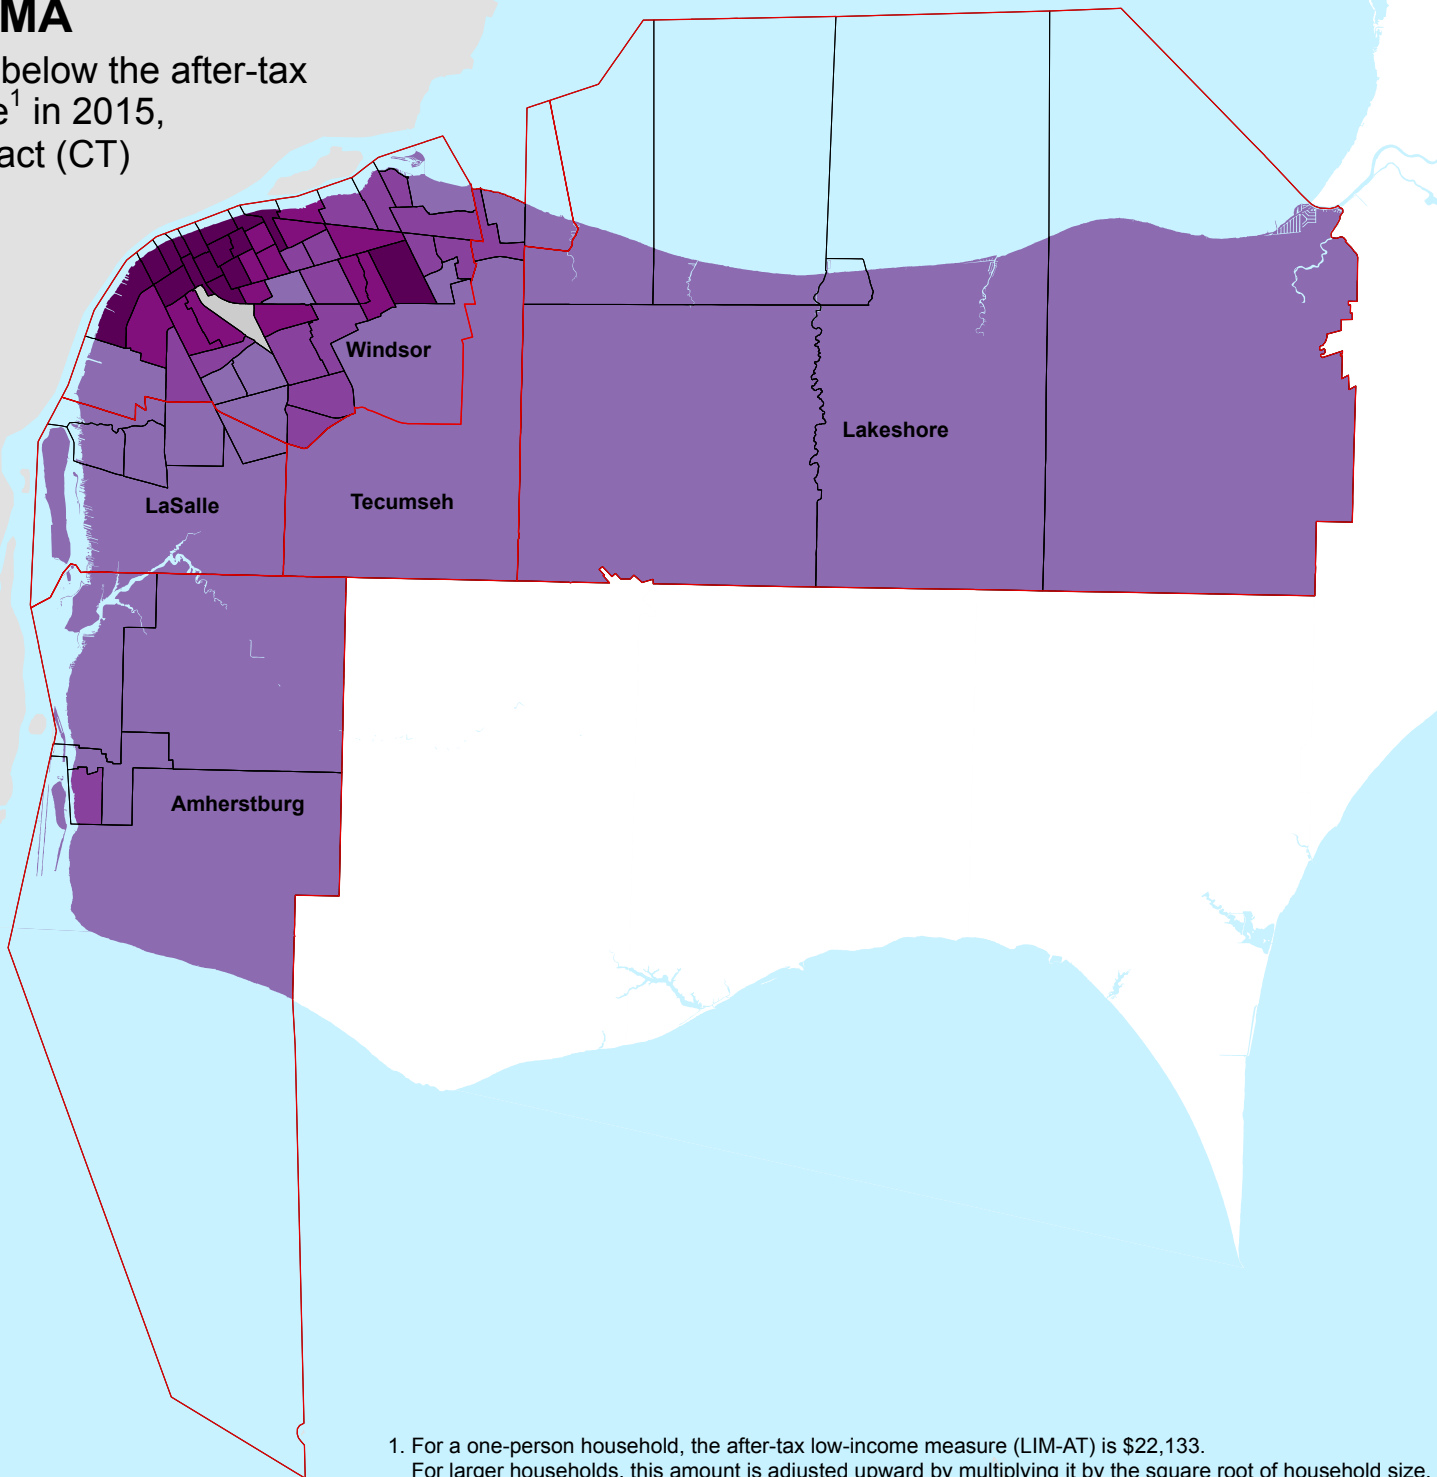 MA
below the after-tax
e¹ in 2015,
act (CT)
Windsor
Lakeshore
LaSalle
Tecumseh
Amherstburg
1. For a one-person household, the after-tax low-income measure (LIM-AT) is $22,133.
For larger households, this amount is adjusted upward by multiplying it by the square root of household size.